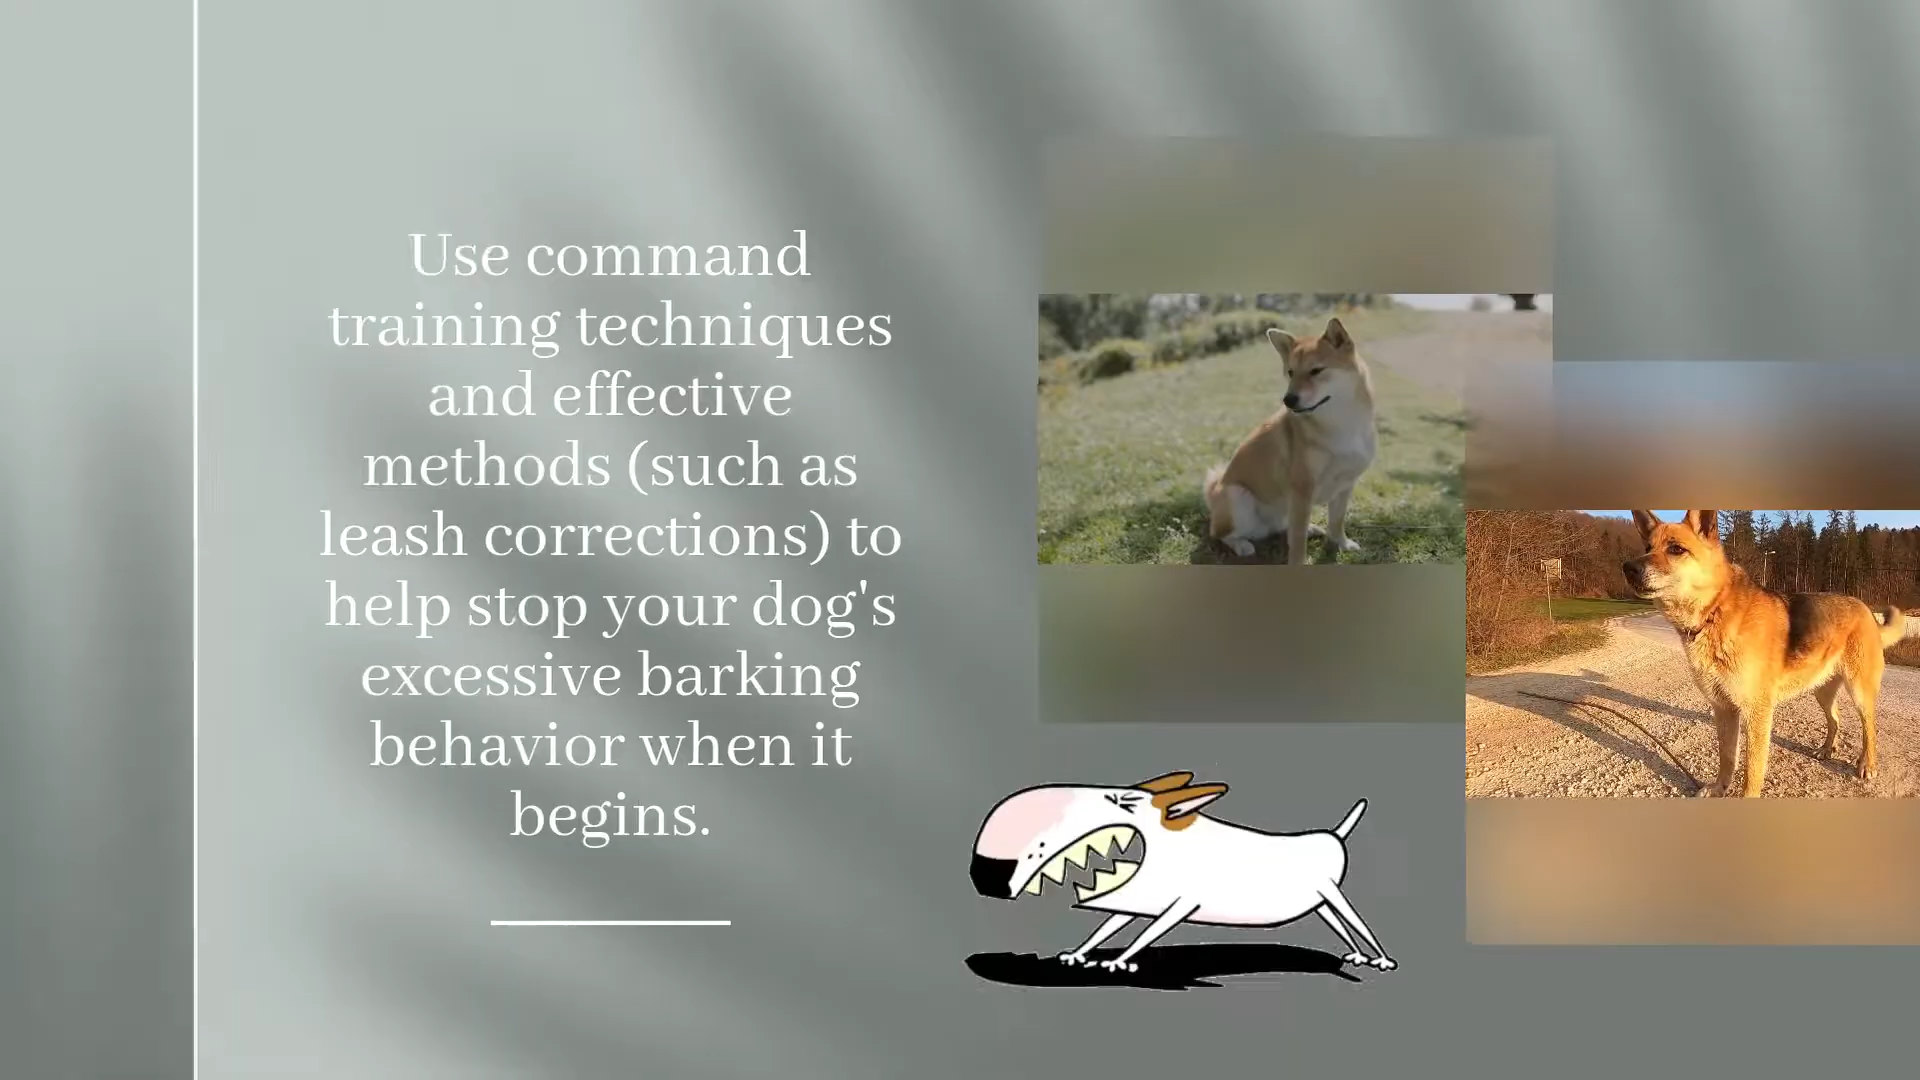 Use command
training techniques
and effective
methods (such as
leash corrections) to
help stop your dog's
excessive barking
behavior when it
begins.